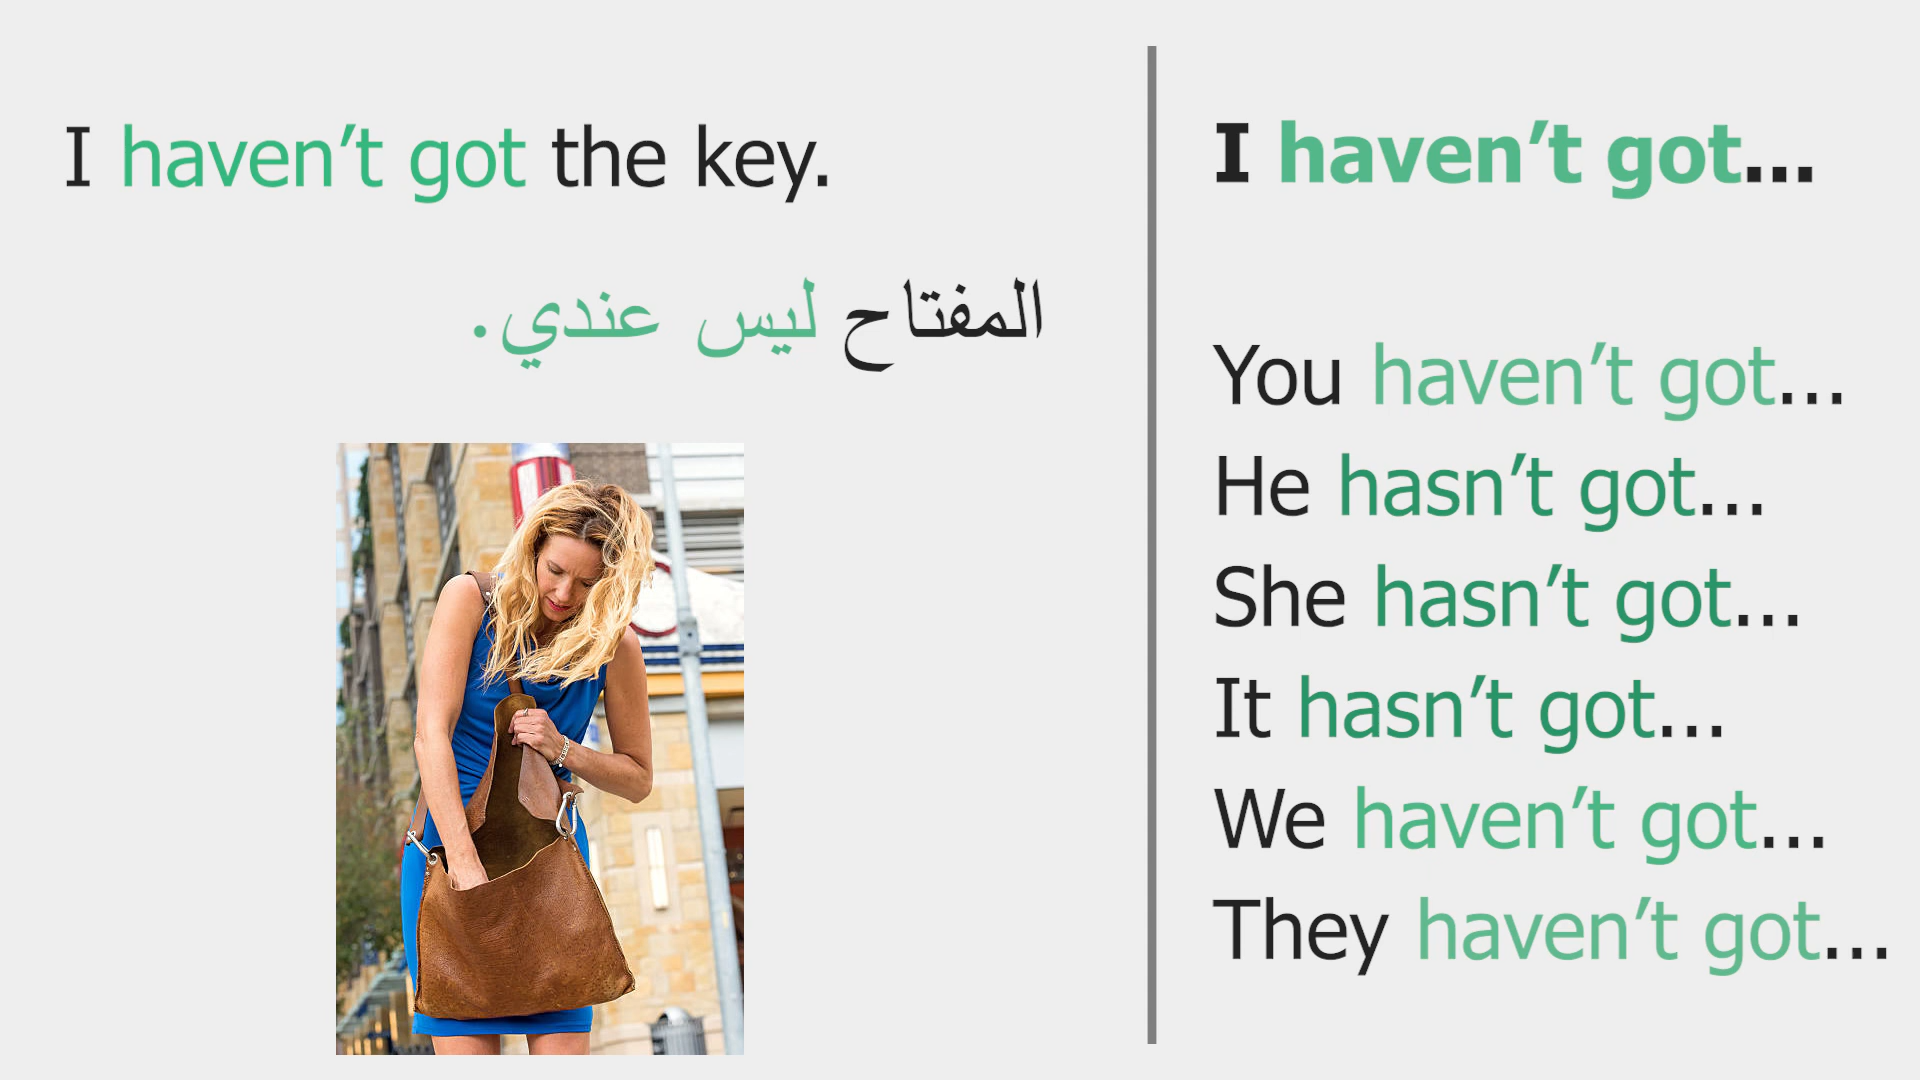 I haven’t got the key.
المفتاح ليس عندي.
I haven’t got...
You haven’t got...
He hasn’t got...
She hasn’t got...
It hasn’t got...
We haven’t got...
They haven’t got...